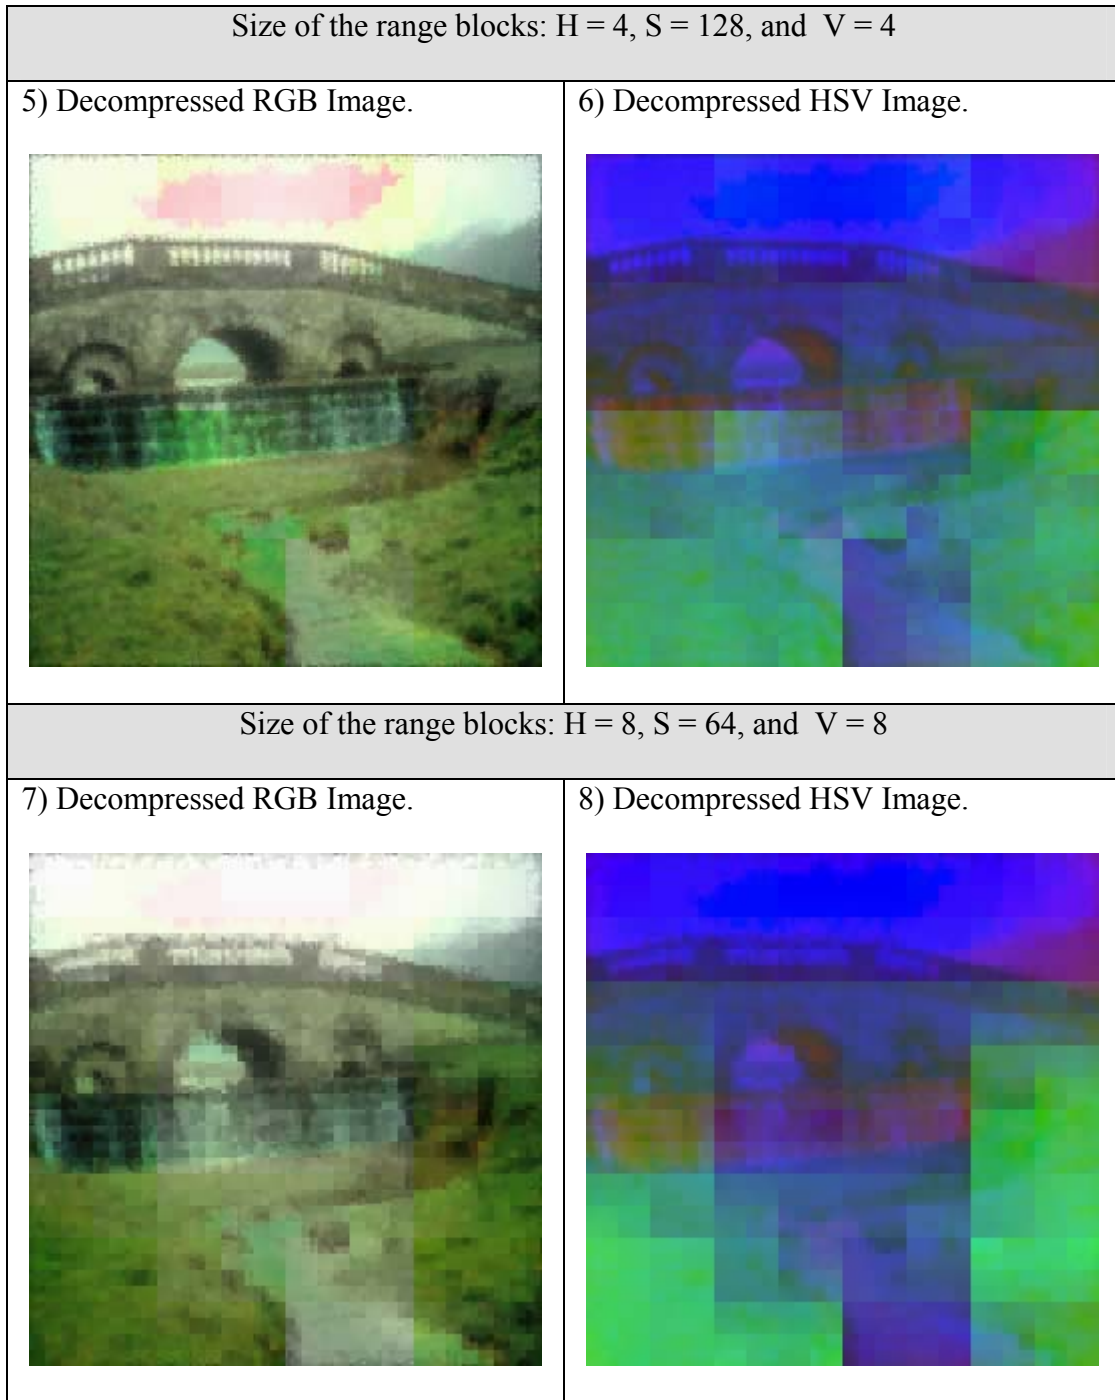 Size of the range blocks: H = 4, S = 128, and V = 4
5) Decompressed RGB Image.
6) Decompressed HSV Image.
Size of the range blocks: H = 8, S = 64, and V = 8
7) Decompressed RGB Image.
8) Decompressed HSV Image.